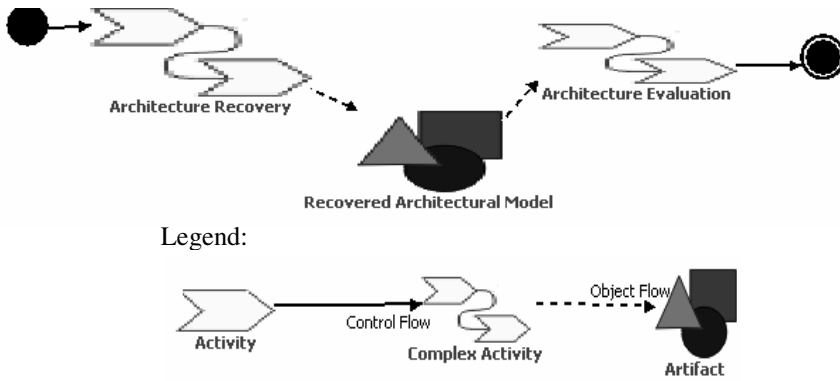 Architecture Recovery
Architecture Evaluation
Recovered Architectural Model
Legend:
Activity
Control Flow
Complex Activity
Object Flow
Artifact